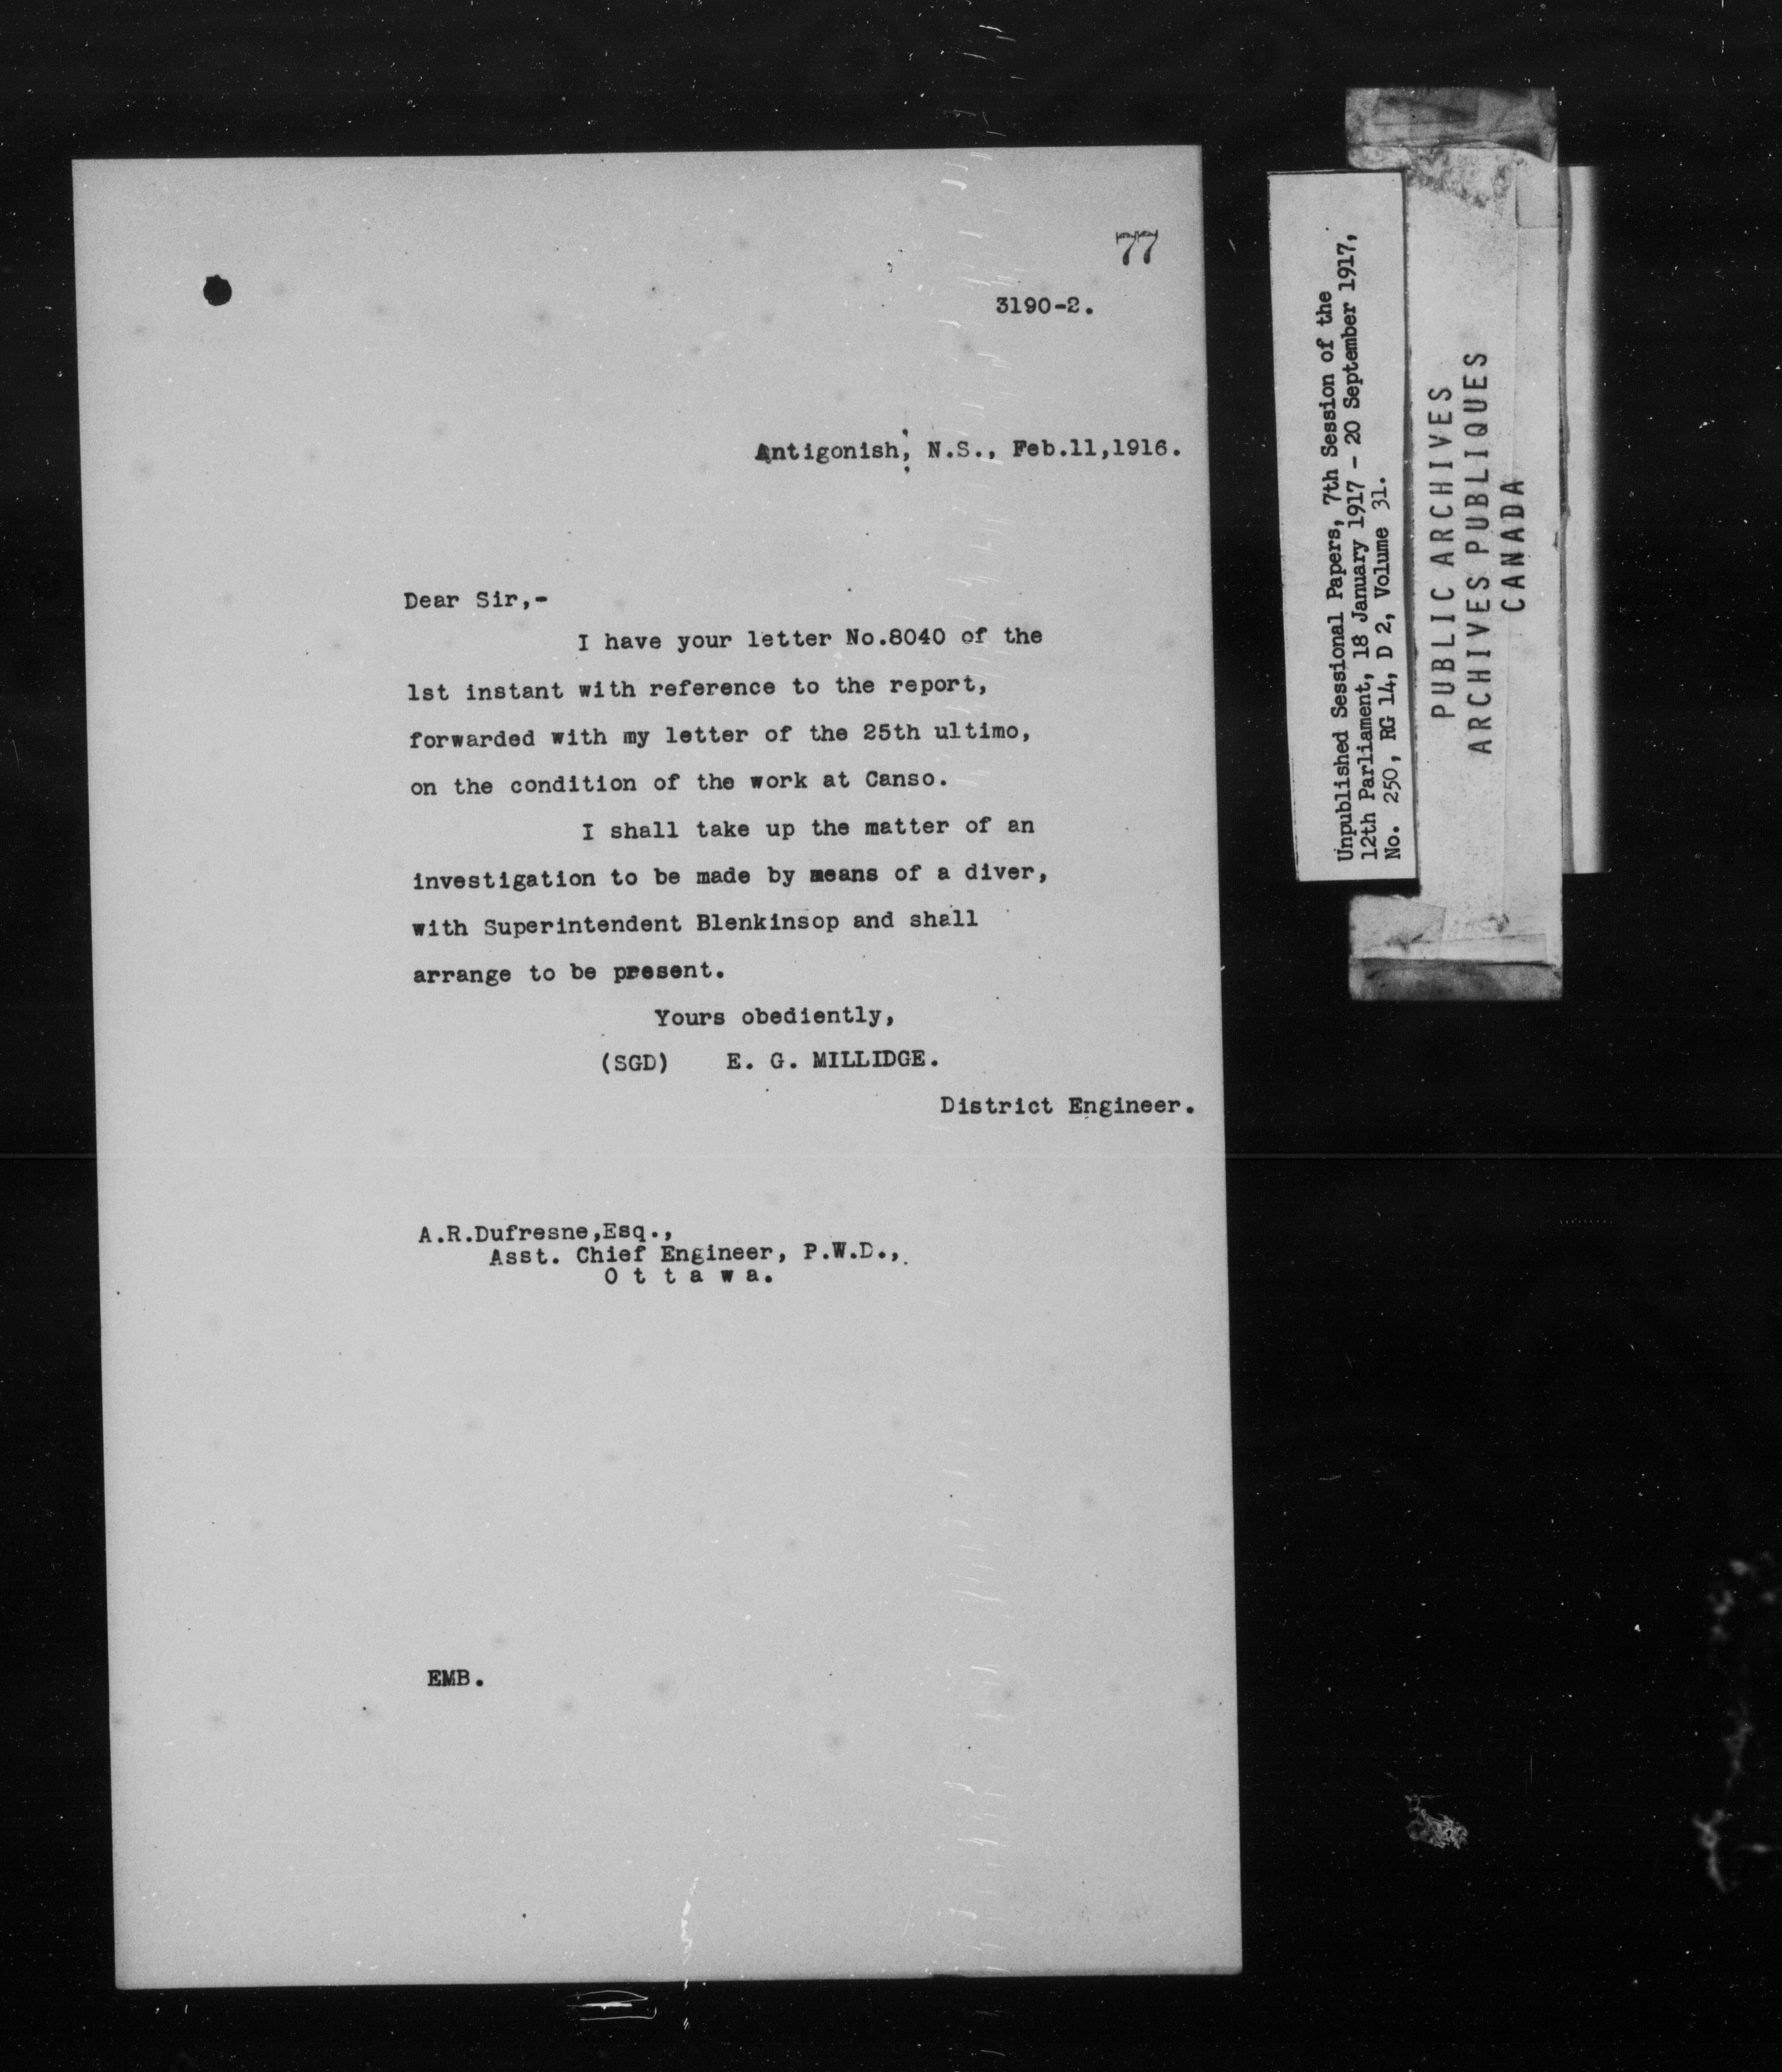 77
3190-2.
Antigonish, N.S., Feb.11,1916.
Dear Sir,-
I have your letter No.8040 of the
1st instant with reference to the report,
forwarded with my letter of the 25th ultimo,
on the condition of the work at Canso.
I shall take up the matter of an
investigation to be made by means of a diver,
with Superintendent Blenkinsop and shall
arrange to be present.
Yours obediently,
(SGD) E. G. MILLIDGE.
District Engineer.
A.R.Dufresne,Esq.,
Asst. Chief Engineer, P.W.D.,
O t t a w a.
EMB.
Unpublished Sessional Papers, 7th Session of the
12th Parliament, 18 January 1917 - 20 September 1917,
No. 250, RG 14, D 2, Volume 31.
PUBLIC ARCHIVES
ARCHIVES PUBLIQUES
CANADA